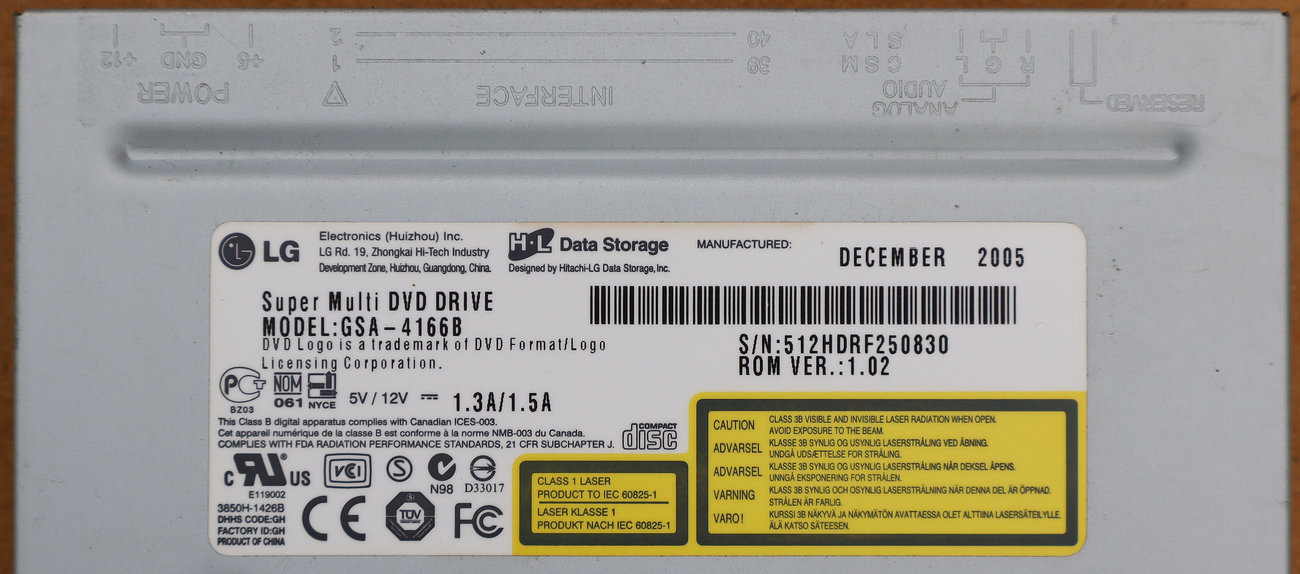 +12 GND +5
POWER
2 40
1 39
INTERFACE
S L A
C S M
R G L
ANALOG
AUDIO
RESERVED
LG
Electronics (Huizhou) Inc.
LG Rd. 19, Zhongkai Hi-Tech Industry
Development Zone, Huizhou, Guangdong, China.
H·L Data Storage
Designed by Hitachi-LG Data Storage, Inc.
MANUFACTURED:
DECEMBER 2005
Super Multi DVD DRIVE
MODEL:GSA-4166B
DVD Logo is a trademark of DVD Format/Logo
Licensing Corporation.
S/N:512HDRF250830
ROM VER.:1.02
BZ03
NOM
061
NYCE
5V / 12V
1.3A/1.5A
This Class B digital apparatus complies with Canadian ICES-003.
Cet appareil numérique de la classe B est conforme à la norme NMB-003 du Canada.
COMPLIES WITH FDA RADIATION PERFORMANCE STANDARDS, 21 CFR SUBCHAPTER J.
COMPACT
disc
c RU US
E119002
VCI
S
N98
D33017
3850H-1426B
DHHS CODE:GH
FACTORY ID:GH
PRODUCT OF CHINA
CE
TÜV
FC
CLASS 1 LASER
PRODUCT TO IEC 60825-1
LASER KLASSE 1
PRODUKT NACH IEC 60825-1
CAUTION CLASS 3B VISIBLE AND INVISIBLE LASER RADIATION WHEN OPEN.
AVOID EXPOSURE TO THE BEAM.
ADVARSEL KLASSE 3B SYNLIG OG USYNLIG LASERSTRÅLING VED ÅBNING.
UNDGÅ UDSÆTTELSE FOR STRÅLING.
ADVARSEL KLASSE 3B SYNLIG OG USYNLIG LASERSTRÅLING NÅR DEKSEL ÅPENS.
UNNGÅ EKSPONERING FOR STRÅLEN.
VARNING KLASS 3B SYNLIG OCH OSYNLIG LASERSTRÅLNING NÄR DENNA DEL ÄR ÖPPNAD.
STRÅLEN ÄR FARLIG.
VARO! KURSSI 3B NÄKYVÄ JA NÄKYMÄTÖN AVATTAESSA OLET ALTTIINA LASERSÄTEILYLLE.
ÄLÄ KATSO SÄTEESEN.